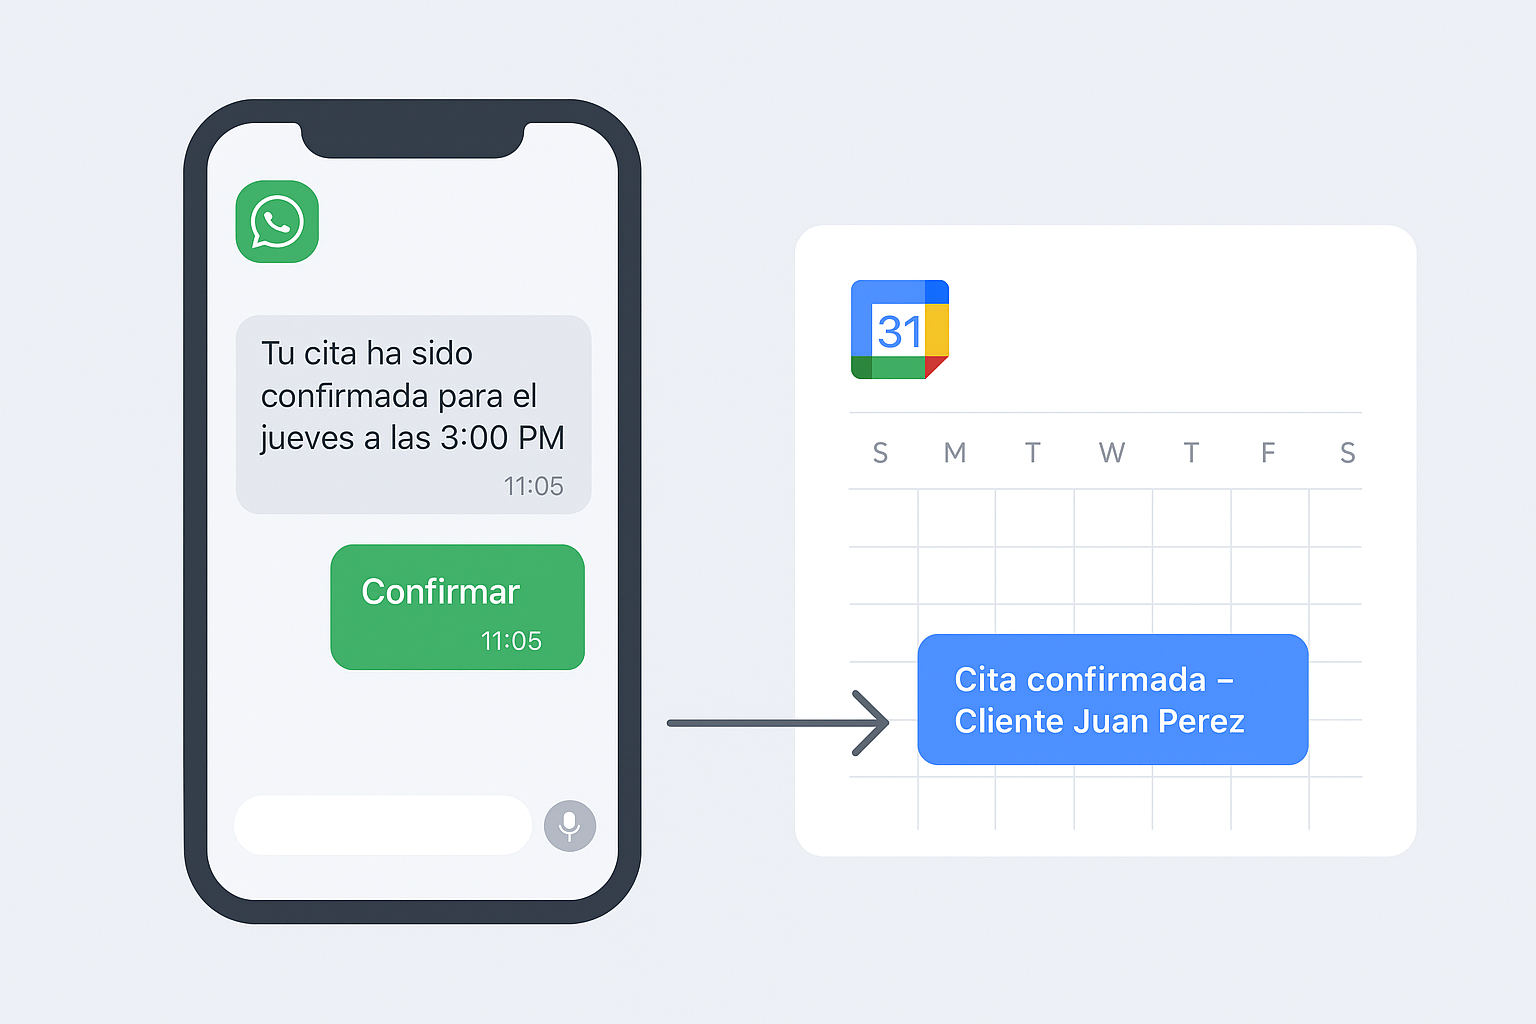 Tu cita ha sido
confirmada para el
jueves a las 3:00 PM
11:05
Confirmar
11:05
31
S M T W T F S
Cita confirmada –
Cliente Juan Perez